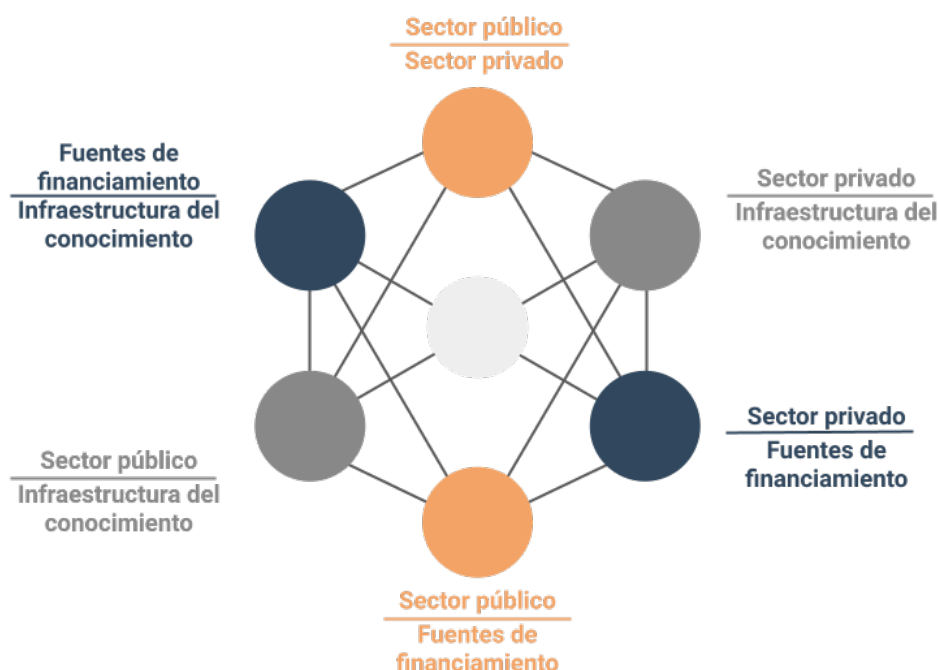 Sector público
Sector privado
Fuentes de
financiamiento
Infraestructura del
conocimiento
Sector privado
Infraestructura del
conocimiento
Sector privado
Fuentes de
financiamiento
Sector público
Infraestructura del
conocimiento
Sector público
Fuentes de
financiamiento